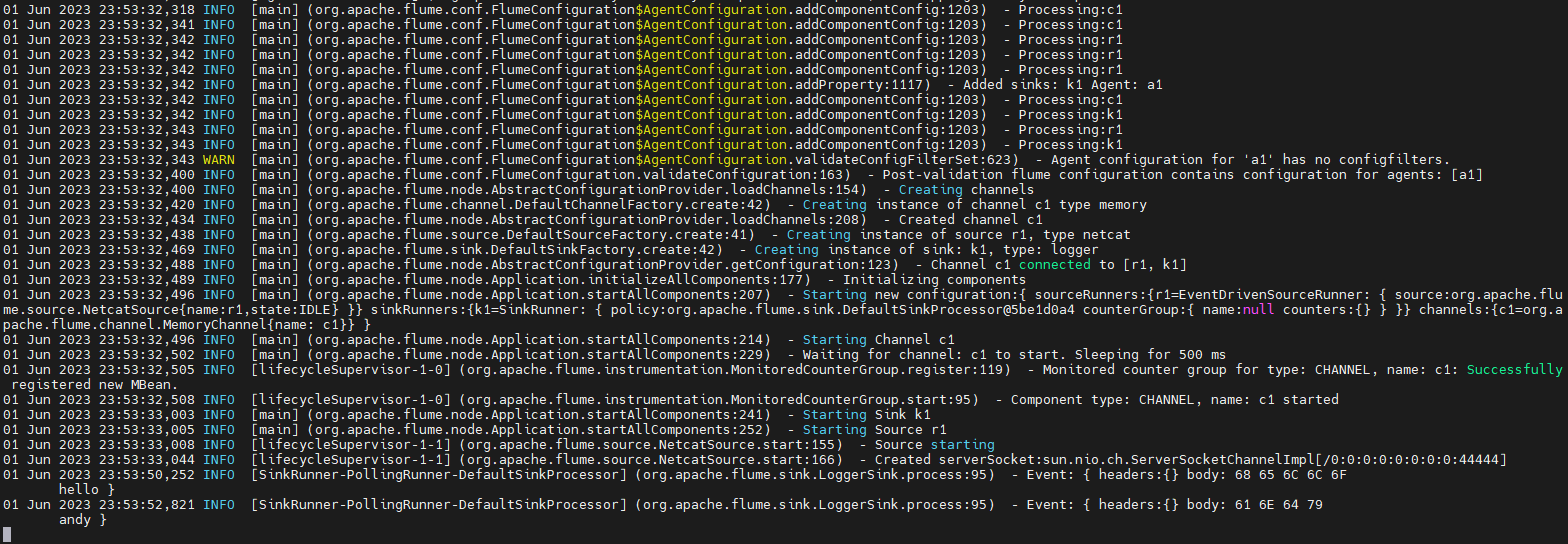 01 Jun 2023 23:53:32,318 INFO  [main] (org.apache.flume.conf.FlumeConfiguration$AgentConfiguration.addComponentConfig:1203)  - Processing:c1
01 Jun 2023 23:53:32,341 INFO  [main] (org.apache.flume.conf.FlumeConfiguration$AgentConfiguration.addComponentConfig:1203)  - Processing:c1
01 Jun 2023 23:53:32,342 INFO  [main] (org.apache.flume.conf.FlumeConfiguration$AgentConfiguration.addComponentConfig:1203)  - Processing:r1
01 Jun 2023 23:53:32,342 INFO  [main] (org.apache.flume.conf.FlumeConfiguration$AgentConfiguration.addComponentConfig:1203)  - Processing:r1
01 Jun 2023 23:53:32,342 INFO  [main] (org.apache.flume.conf.FlumeConfiguration$AgentConfiguration.addComponentConfig:1203)  - Processing:r1
01 Jun 2023 23:53:32,342 INFO  [main] (org.apache.flume.conf.FlumeConfiguration$AgentConfiguration.addProperty:1117)  - Added sinks: k1 Agent: a1
01 Jun 2023 23:53:32,342 INFO  [main] (org.apache.flume.conf.FlumeConfiguration$AgentConfiguration.addComponentConfig:1203)  - Processing:c1
01 Jun 2023 23:53:32,342 INFO  [main] (org.apache.flume.conf.FlumeConfiguration$AgentConfiguration.addComponentConfig:1203)  - Processing:k1
01 Jun 2023 23:53:32,343 INFO  [main] (org.apache.flume.conf.FlumeConfiguration$AgentConfiguration.addComponentConfig:1203)  - Processing:r1
01 Jun 2023 23:53:32,343 INFO  [main] (org.apache.flume.conf.FlumeConfiguration$AgentConfiguration.addComponentConfig:1203)  - Processing:k1
01 Jun 2023 23:53:32,343 WARN  [main] (org.apache.flume.conf.FlumeConfiguration$AgentConfiguration.validateConfigFilterSet:623)  - Agent configuration for 'a1' has no configfilters.
01 Jun 2023 23:53:32,400 INFO  [main] (org.apache.flume.conf.FlumeConfiguration.validateConfiguration:163)  - Post-validation flume configuration contains configuration for agents: [a1]
01 Jun 2023 23:53:32,400 INFO  [main] (org.apache.flume.node.AbstractConfigurationProvider.loadChannels:154)  - Creating channels
01 Jun 2023 23:53:32,420 INFO  [main] (org.apache.flume.channel.DefaultChannelFactory.create:42)  - Creating instance of channel c1 type memory
01 Jun 2023 23:53:32,434 INFO  [main] (org.apache.flume.node.AbstractConfigurationProvider.loadChannels:208)  - Created channel c1
01 Jun 2023 23:53:32,438 INFO  [main] (org.apache.flume.source.DefaultSourceFactory.create:41)  - Creating instance of source r1, type netcat
01 Jun 2023 23:53:32,469 INFO  [main] (org.apache.flume.sink.DefaultSinkFactory.create:42)  - Creating instance of sink: k1, type: logger
01 Jun 2023 23:53:32,488 INFO  [main] (org.apache.flume.node.AbstractConfigurationProvider.getConfiguration:123)  - Channel c1 connected to [r1, k1]
01 Jun 2023 23:53:32,489 INFO  [main] (org.apache.flume.node.Application.initializeAllComponents:177)  - Initializing components
01 Jun 2023 23:53:32,496 INFO  [main] (org.apache.flume.node.Application.startAllComponents:207)  - Starting new configuration:{ sourceRunners:{r1=EventDrivenSourceRunner: { source:org.apache.flu
me.source.NetcatSource{name:r1,state:IDLE} }} sinkRunners:{k1=SinkRunner: { policy:org.apache.flume.sink.DefaultSinkProcessor@5be1d0a4 counterGroup:{ name:null counters:{} } }} channels:{c1=org.a
pache.flume.channel.MemoryChannel{name: c1}} }
01 Jun 2023 23:53:32,496 INFO  [main] (org.apache.flume.node.Application.startAllComponents:214)  - Starting Channel c1
01 Jun 2023 23:53:32,502 INFO  [main] (org.apache.flume.node.Application.startAllComponents:229)  - Waiting for channel: c1 to start. Sleeping for 500 ms
01 Jun 2023 23:53:32,505 INFO  [lifecycleSupervisor-1-0] (org.apache.flume.instrumentation.MonitoredCounterGroup.register:119)  - Monitored counter group for type: CHANNEL, name: c1: Successfully
 registered new MBean.
01 Jun 2023 23:53:32,508 INFO  [lifecycleSupervisor-1-0] (org.apache.flume.instrumentation.MonitoredCounterGroup.start:95)  - Component type: CHANNEL, name: c1 started
01 Jun 2023 23:53:33,003 INFO  [main] (org.apache.flume.node.Application.startAllComponents:241)  - Starting Sink k1
01 Jun 2023 23:53:33,005 INFO  [main] (org.apache.flume.node.Application.startAllComponents:252)  - Starting Source r1
01 Jun 2023 23:53:33,008 INFO  [lifecycleSupervisor-1-1] (org.apache.flume.source.NetcatSource.start:155)  - Source starting
01 Jun 2023 23:53:33,044 INFO  [lifecycleSupervisor-1-1] (org.apache.flume.source.NetcatSource.start:166)  - Created serverSocket:sun.nio.ch.ServerSocketChannelImpl[/0:0:0:0:0:0:0:0:44444]
01 Jun 2023 23:53:50,252 INFO  [SinkRunner-PollingRunner-DefaultSinkProcessor] (org.apache.flume.sink.LoggerSink.process:95)  - Event: { headers:{} body: 68 65 6C 6C 6F
hello }
01 Jun 2023 23:53:52,821 INFO  [SinkRunner-PollingRunner-DefaultSinkProcessor] (org.apache.flume.sink.LoggerSink.process:95)  - Event: { headers:{} body: 61 6E 64 79
andy }